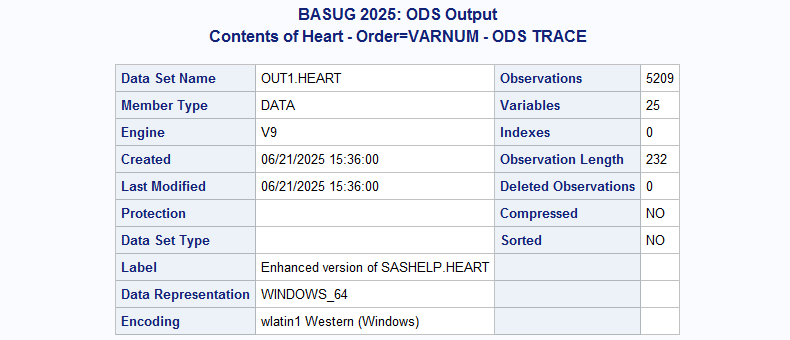 BASUG 2025: ODS Output
Contents of Heart - Order=VARNUM - ODS TRACE
Data Set Name OUT1.HEART Observations 5209
Member Type DATA Variables 25
Engine V9 Indexes 0
Created 06/21/2025 15:36:00 Observation Length 232
Last Modified 06/21/2025 15:36:00 Deleted Observations 0
Protection Compressed NO
Data Set Type Sorted NO
Label Enhanced version of SASHELP.HEART
Data Representation WINDOWS_64
Encoding wlatin1 Western (Windows)